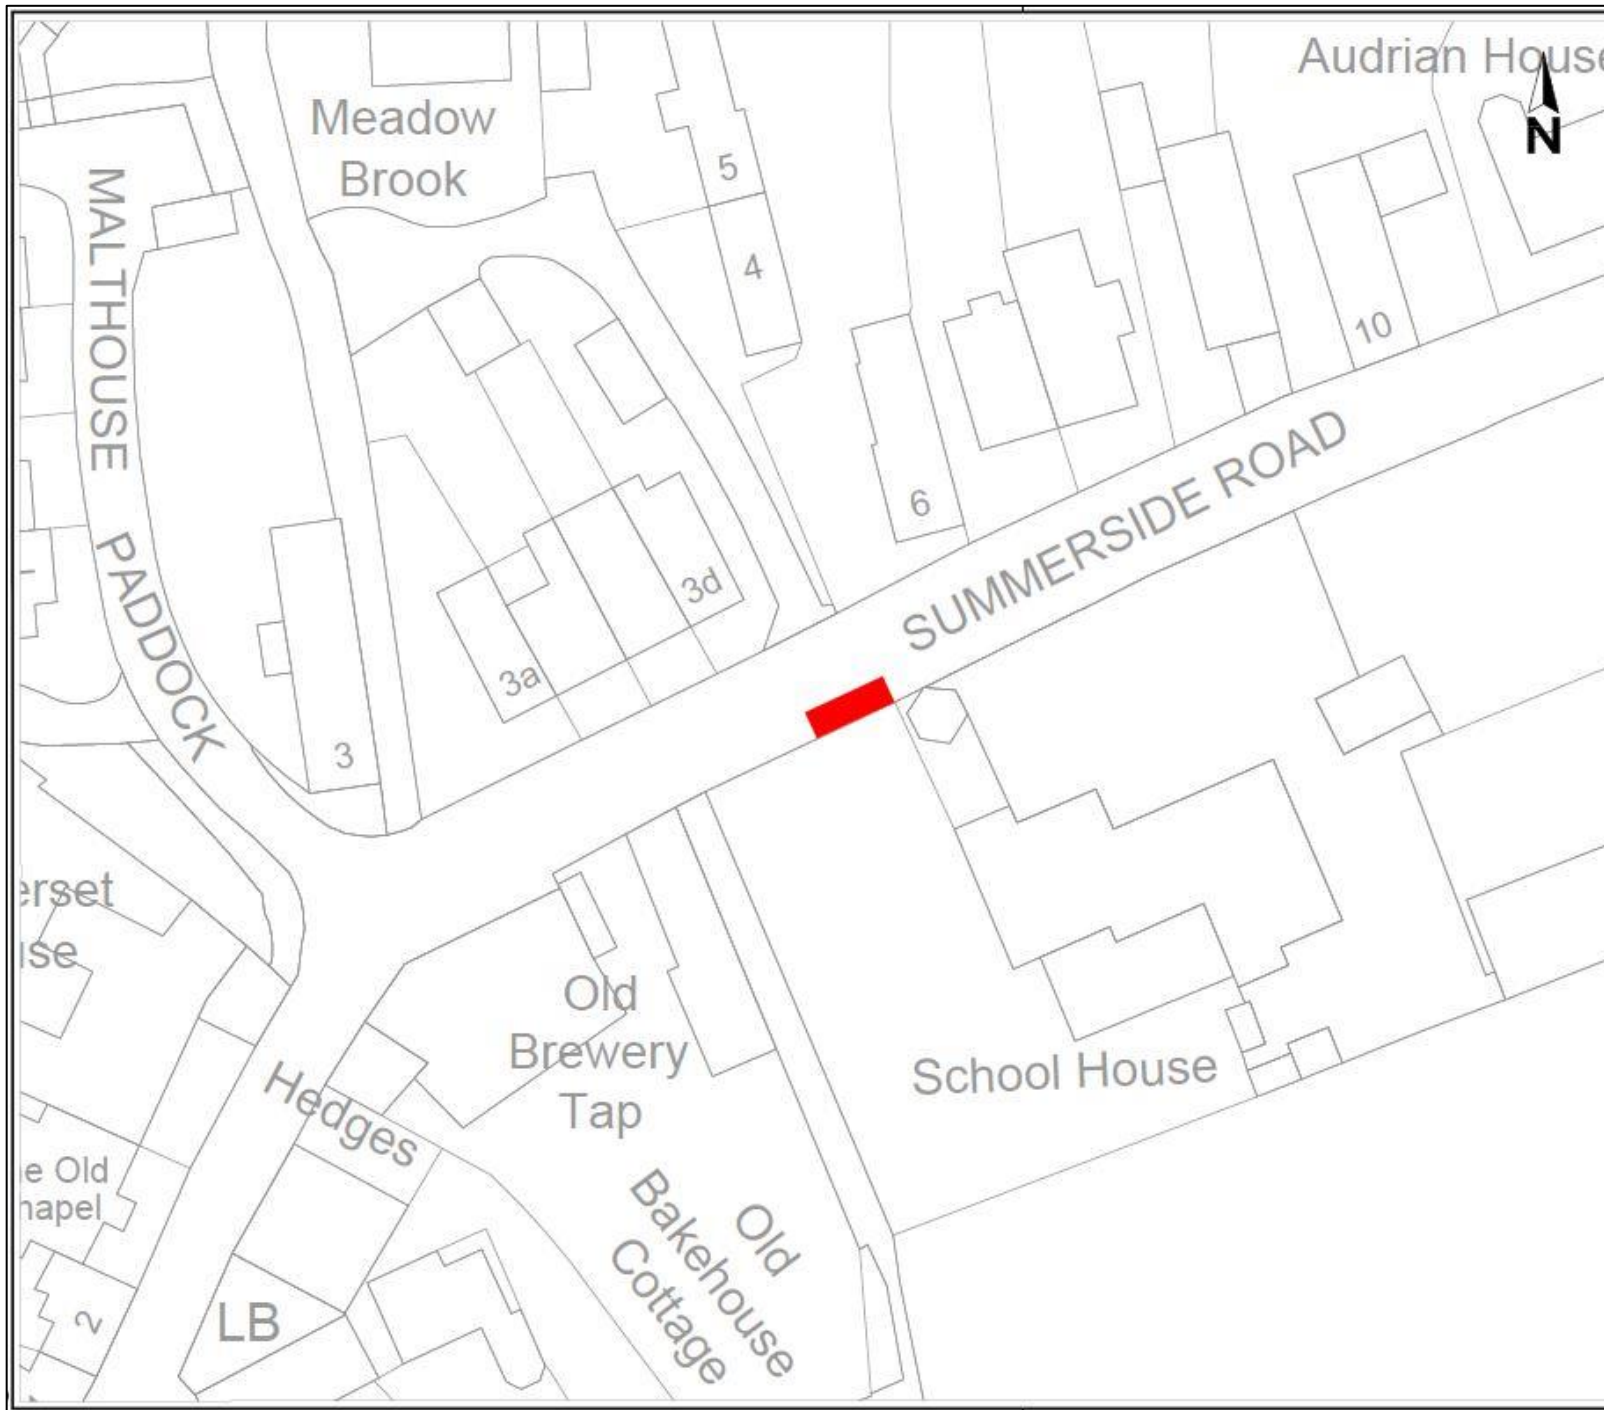 Audrian House
N
Meadow
Brook
5
4
MALTHOUSE
10
SUMMERSIDE ROAD
6
PADDOCK
3d
3a
3
erset
use
Old
Brewery
Tap
School House
Hedges
e Old
hapel
Old
Bakehouse
Cottage
2
LB